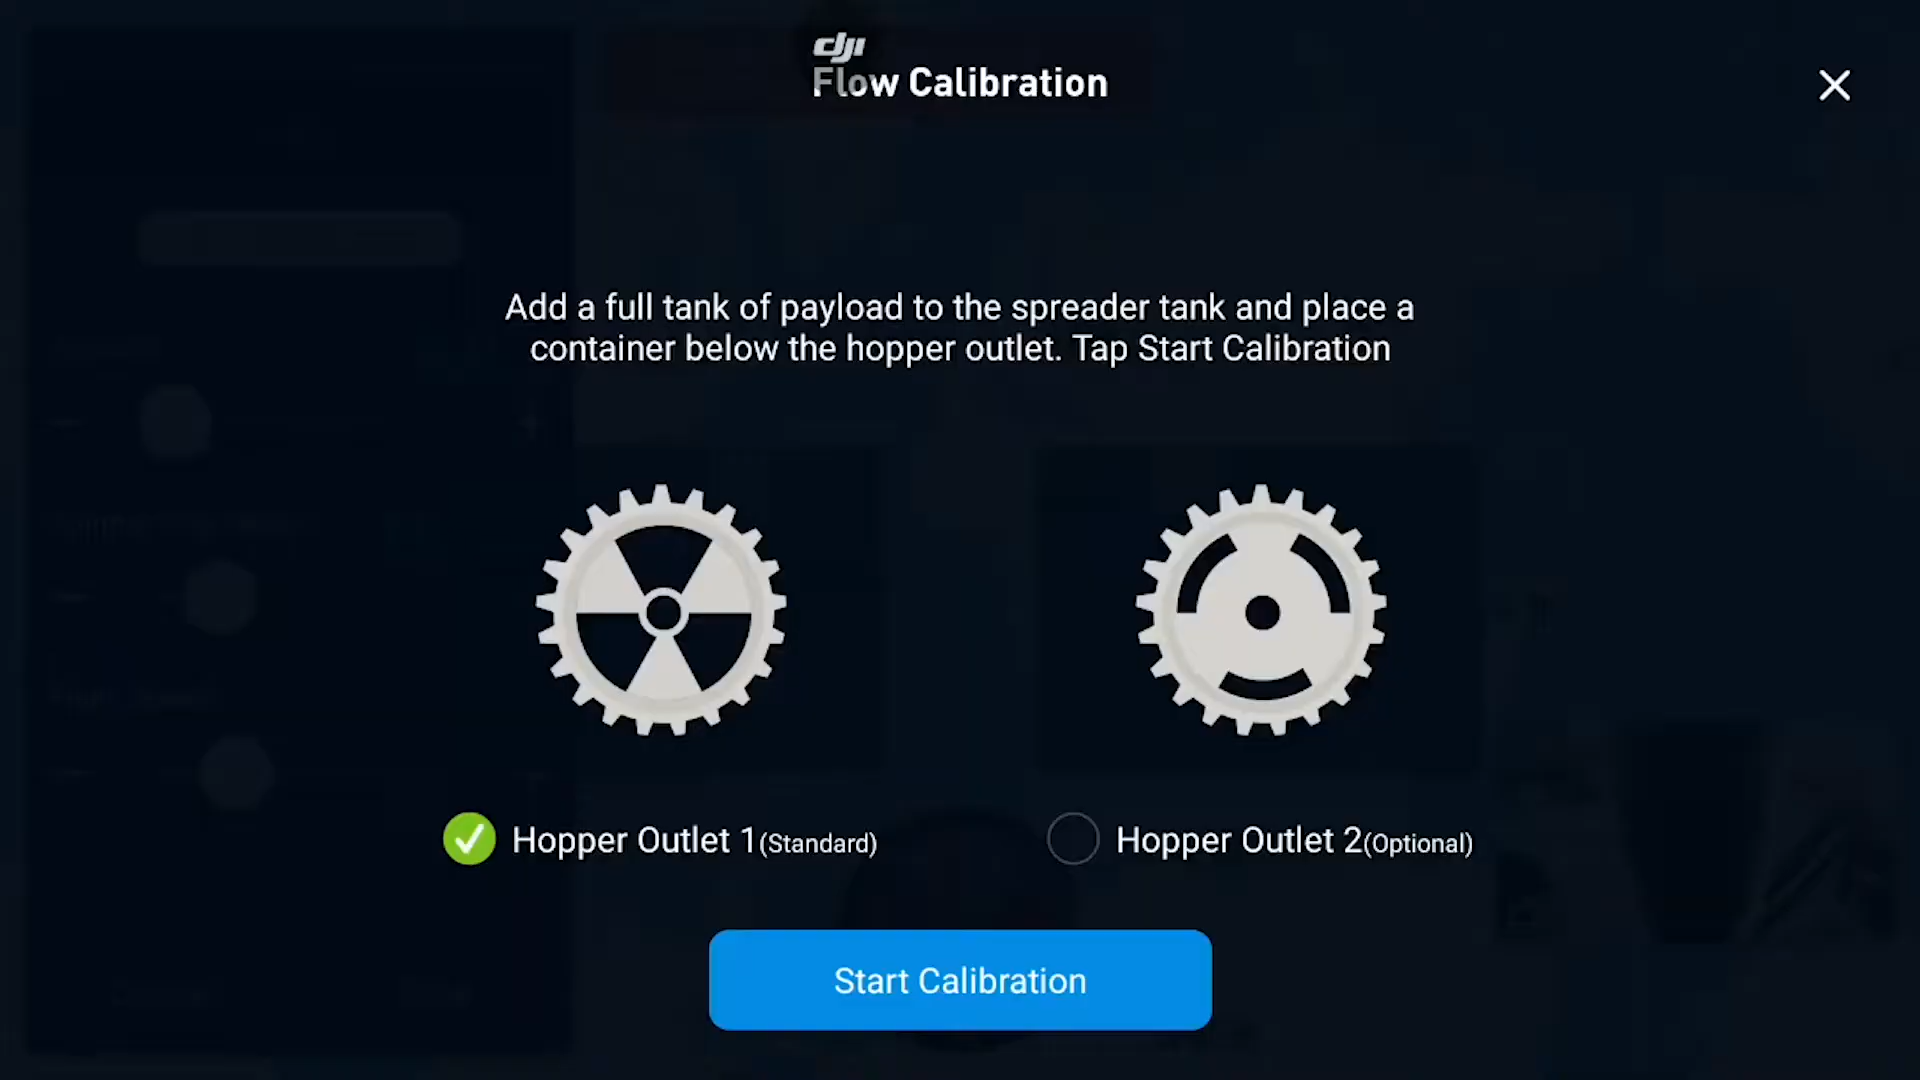 dji
Flow Calibration
Add a full tank of payload to the spreader tank and place a
container below the hopper outlet. Tap Start Calibration
Hopper Outlet 1(Standard)
Hopper Outlet 2(Optional)
Start Calibration